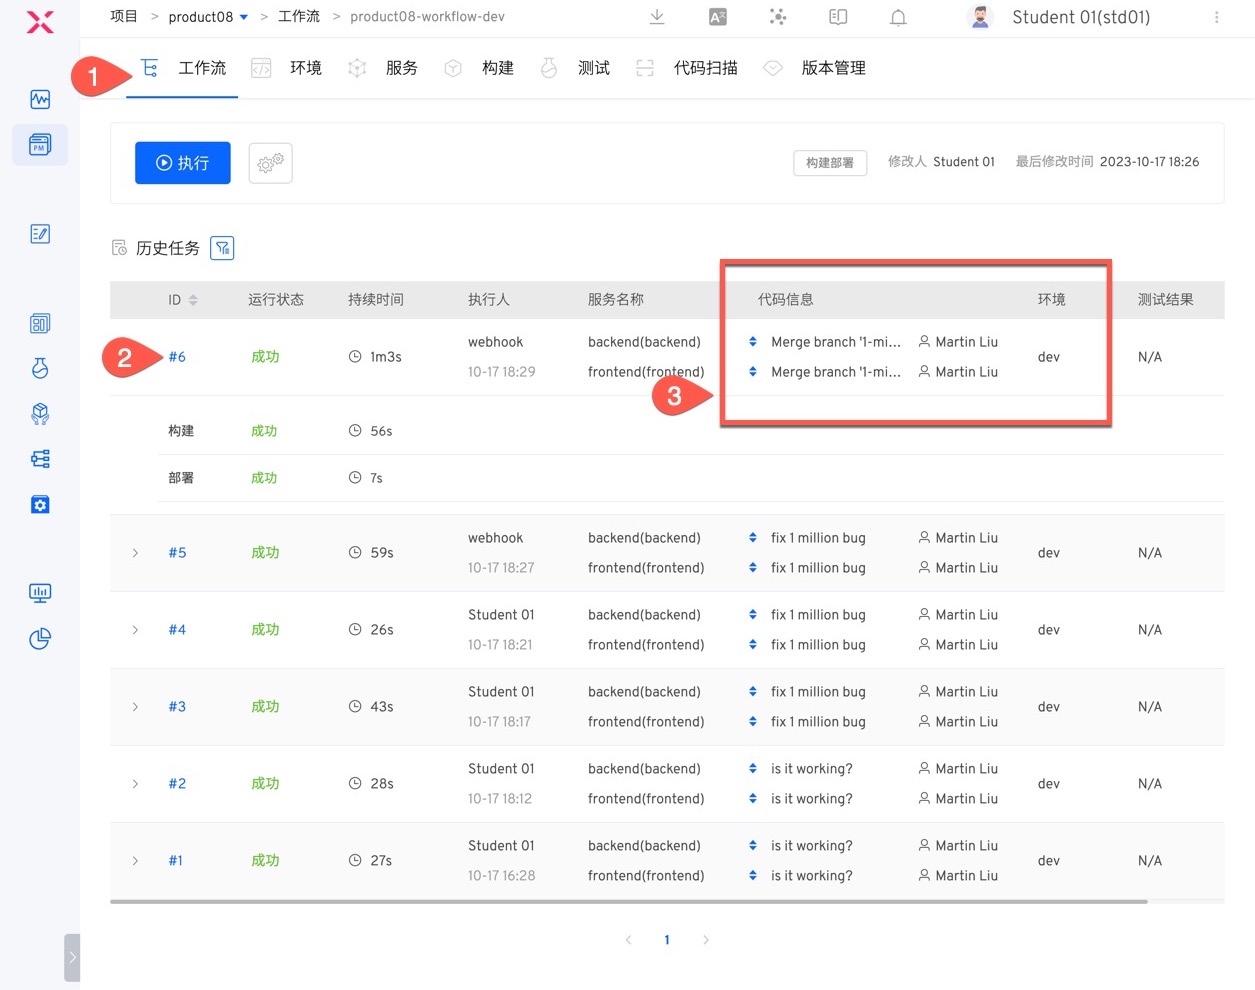 项目 > product08 > 工作流 > product08-workflow-dev
Student 01(std01)
1 工作流 环境 服务 构建 测试 代码扫描 版本管理
PM
执行
构建部署 修改人 Student 01 最后修改时间 2023-10-17 18:26
历史任务
ID 运行状态 持续时间 执行人 服务名称 代码信息 环境 测试结果
webhook backend(backend) Merge branch '1-mi... Martin Liu
2 #6 成功 1m3s dev N/A
10-17 18:29 frontend(frontend) Merge branch '1-mi... Martin Liu
3
构建 成功 56s
部署 成功 7s
webhook backend(backend) fix 1 million bug Martin Liu
#5 成功 59s dev N/A
10-17 18:27 frontend(frontend) fix 1 million bug Martin Liu
Student 01 backend(backend) fix 1 million bug Martin Liu
#4 成功 26s dev N/A
10-17 18:21 frontend(frontend) fix 1 million bug Martin Liu
Student 01 backend(backend) fix 1 million bug Martin Liu
#3 成功 43s dev N/A
10-17 18:17 frontend(frontend) fix 1 million bug Martin Liu
Student 01 backend(backend) is it working? Martin Liu
#2 成功 28s dev N/A
10-17 18:12 frontend(frontend) is it working? Martin Liu
Student 01 backend(backend) is it working? Martin Liu
#1 成功 27s dev N/A
10-17 16:28 frontend(frontend) is it working? Martin Liu
1